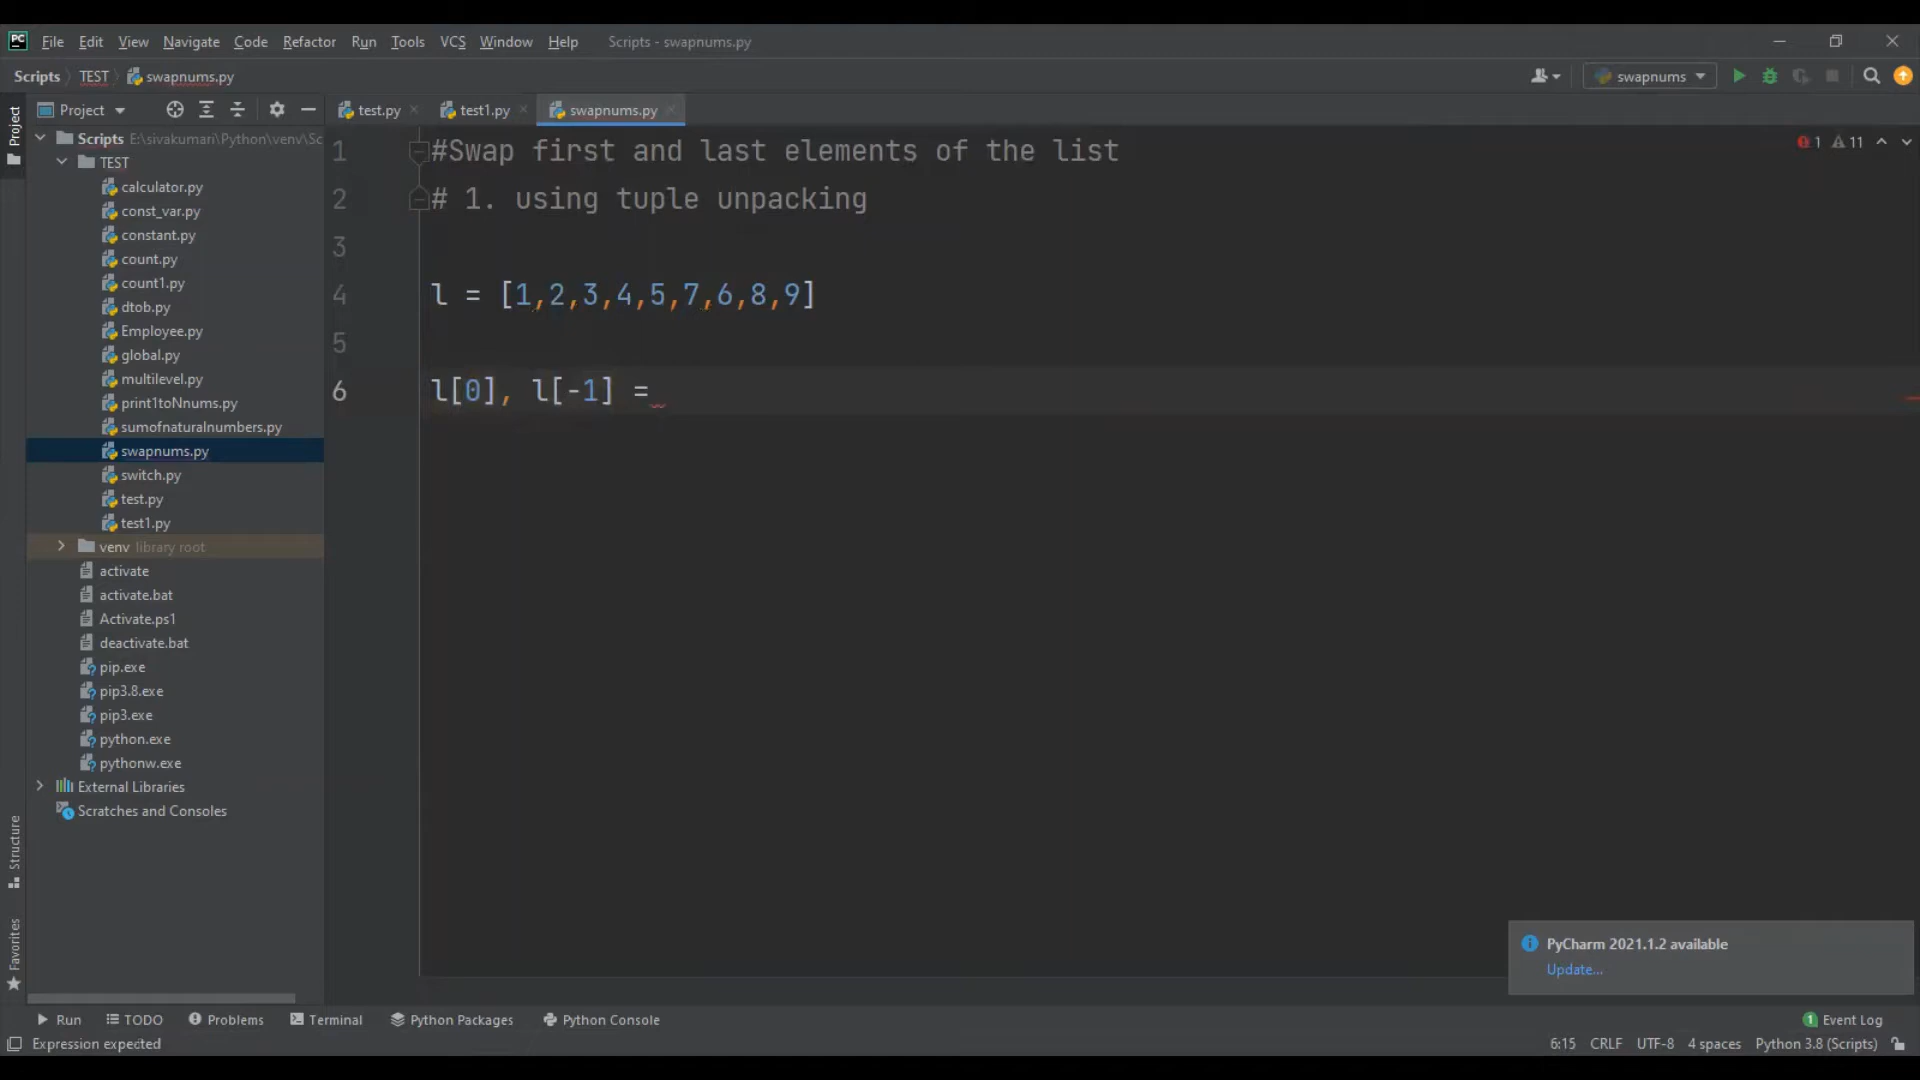 PC File Edit View Navigate Code Refactor Run Tools VCS Window Help Scripts - swapnums.py
Scripts TEST swapnums.py swapnums
Project test.py test1.py swapnums.py
Project
Scripts E:\sivakumari\Python\venv\Sc
TEST
calculator.py
const_var.py
constant.py
count.py
count1.py
dtob.py
Employee.py
global.py
multilevel.py
print1toNnums.py
sumofnaturalnumbers.py
swapnums.py
switch.py
test.py
test1.py
venv library root
activate
activate.bat
Activate.ps1
deactivate.bat
pip.exe
pip3.8.exe
pip3.exe
python.exe
pythonw.exe
External Libraries
Scratches and Consoles
Structure
Favorites
1 #Swap first and last elements of the list
2 # 1. using tuple unpacking
3
4 l = [1,2,3,4,5,7,6,8,9]
5
6 l[0], l[-1] =
1 11
PyCharm 2021.1.2 available
Update...
Run TODO Problems Terminal Python Packages Python Console 1 Event Log
Expression expected 6:15 CRLF UTF-8 4 spaces Python 3.8 (Scripts)